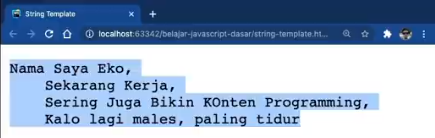 String Template
localhost:63342/belajar-javascript-dasar/string-template.ht...
Nama Saya Eko,
Sekarang Kerja,
Sering Juga Bikin KOnten Programming,
Kalo lagi males, paling tidur